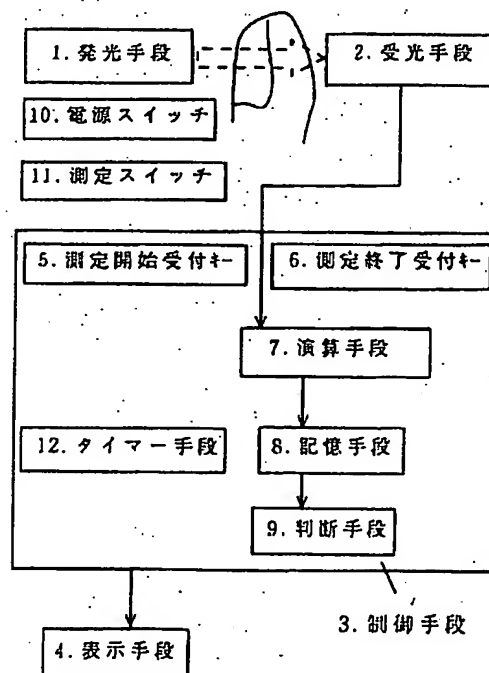 1.発光手段
2.受光手段
10.電源スイッチ
11.測定スイッチ
5.測定開始受付キー
6.測定終了受付キー
7.演算手段
12.タイマー手段
8.記憶手段
9.判断手段
3.制御手段
4.表示手段